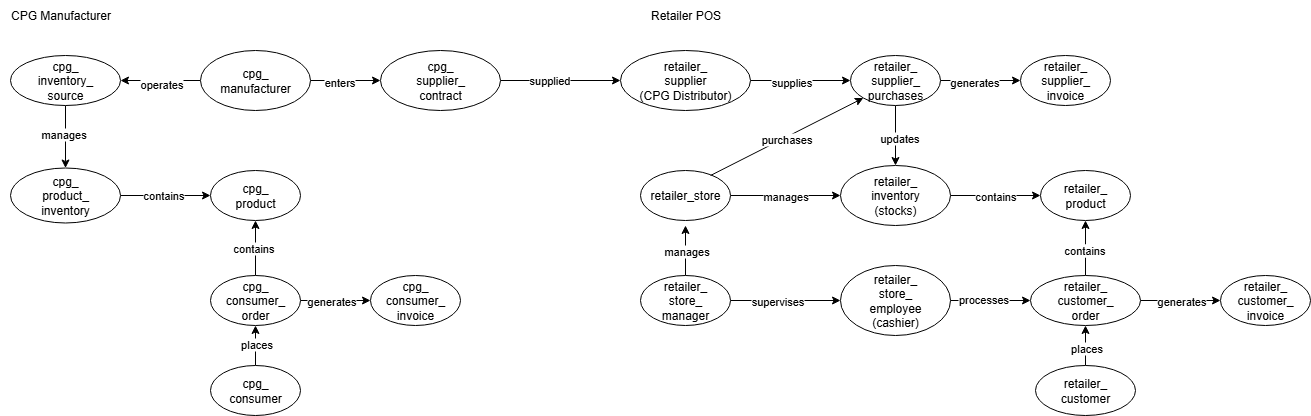 CPG Manufacturer
Retailer POS
cpg_
inventory_
source
operates
cpg_
manufacturer
enters
cpg_
supplier_
contract
supplied
retailer_
supplier
(CPG Distributor)
supplies
retailer_
supplier_
purchases
generates
retailer_
supplier_
invoice
manages
purchases
updates
cpg_
product_
inventory
contains
cpg_
product
retailer_store
manages
retailer_
inventory
(stocks)
contains
retailer_
product
contains
manages
contains
cpg_
consumer_
order
generates
cpg_
consumer_
invoice
retailer_
store_
manager
supervises
retailer_
store_
employee
(cashier)
processes
retailer_
customer_
order
generates
retailer_
customer_
invoice
places
places
cpg_
consumer
retailer_
customer